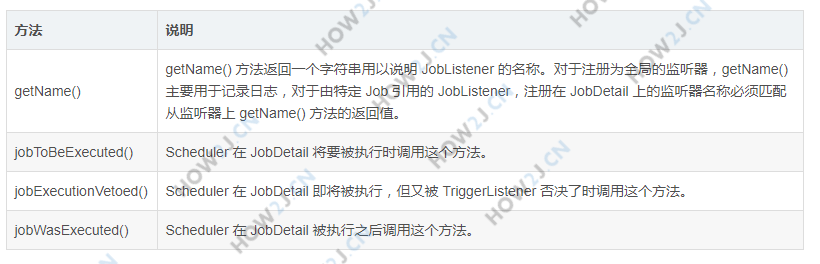 方法 说明
getName() 方法返回一个字符串用以说明 JobListener 的名称。对于注册为全局的监听器，getName()
getName() 主要用于记录日志，对于由特定 Job 引用的 JobListener，注册在 JobDetail 上的监听器名称必须匹配
从监听器上 getName() 方法的返回值。
jobToBeExecuted() Scheduler 在 JobDetail 将要被执行时调用这个方法。
jobExecutionVetoed() Scheduler 在 JobDetail 即将被执行，但又被 TriggerListener 否决了时调用这个方法。
jobWasExecuted() Scheduler 在 JobDetail 被执行之后调用这个方法。
HOW2J.CN
HOW2J.CN
HOW2J.CN
HOW2J.CN
HOW2J.CN
HOW2J.CN